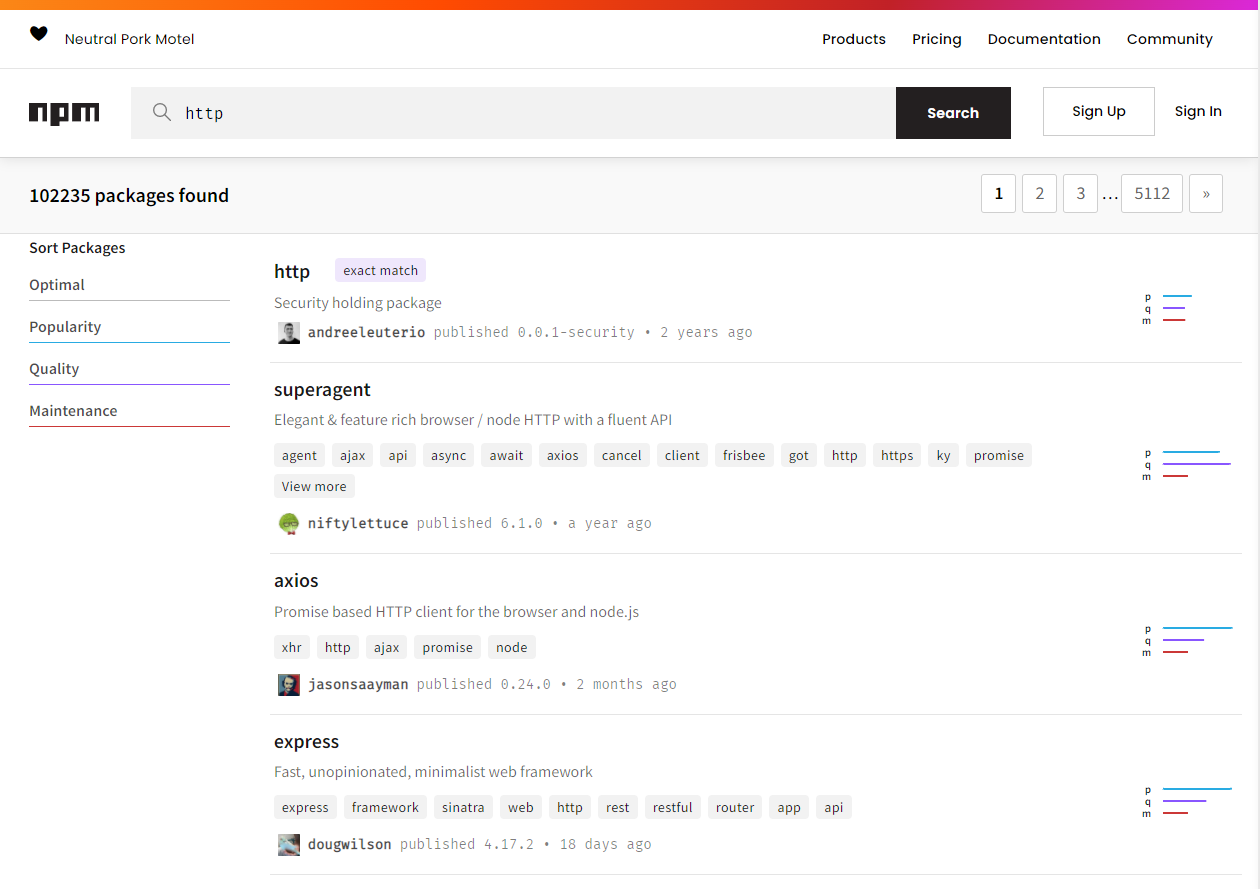 Neutral Pork Motel
Products Pricing Documentation Community
npm http Search Sign Up Sign In
102235 packages found
1 2 3 … 5112 »
Sort Packages
Optimal
Popularity
Quality
Maintenance
http exact match
Security holding package
andreeleuterio published 0.0.1-security • 2 years ago
p
q
m
superagent
Elegant & feature rich browser / node HTTP with a fluent API
agent ajax api async await axios cancel client frisbee got http https ky promise
View more
niftylettuce published 6.1.0 • a year ago
p
q
m
axios
Promise based HTTP client for the browser and node.js
xhr http ajax promise node
jasonsaayman published 0.24.0 • 2 months ago
p
q
m
express
Fast, unopinionated, minimalist web framework
express framework sinatra web http rest restful router app api
dougwilson published 4.17.2 • 18 days ago
p
q
m